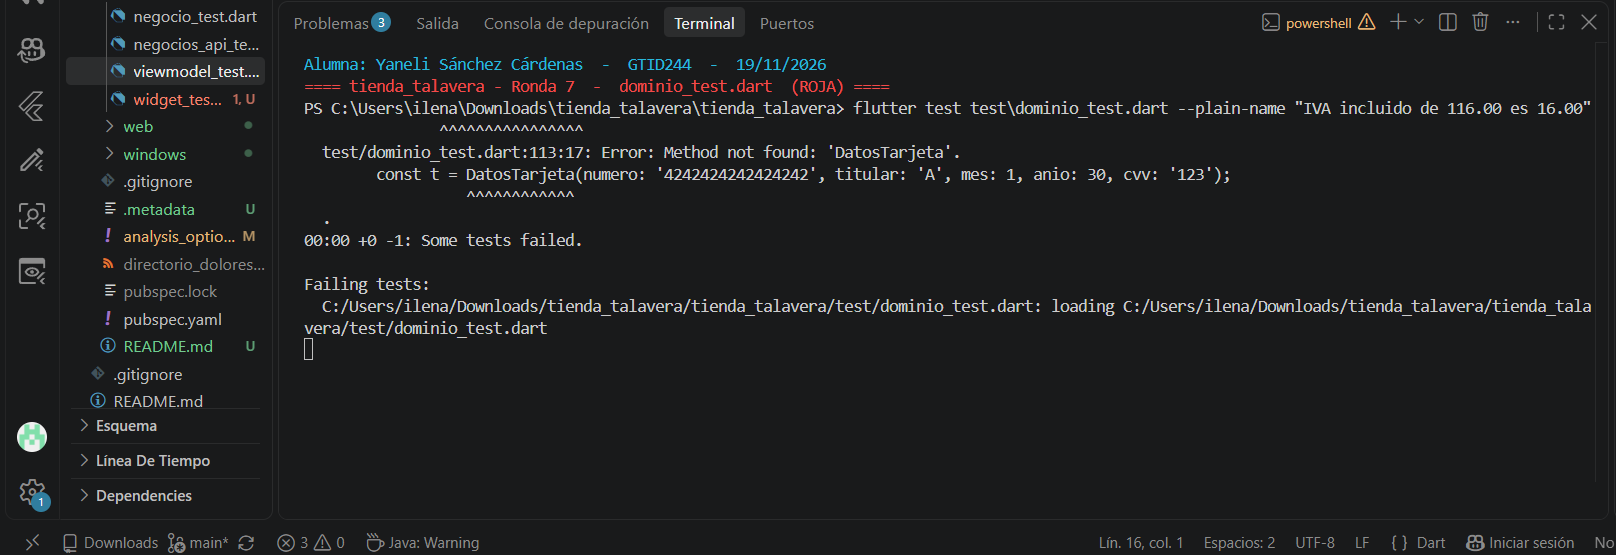 negocio_test.dart
negocios_api_te...
viewmodel_test....
widget_tes... 1, U
web
windows
.gitignore
.metadata U
analysis_optio... M
directorio_dolores...
pubspec.lock
pubspec.yaml
README.md U
.gitignore
README.md
Esquema
Línea De Tiempo
Dependencies
1
Problemas 3 Salida Consola de depuración Terminal Puertos
powershell
Alumna: Yaneli Sánchez Cárdenas - GTID244 - 19/11/2026
==== tienda_talavera - Ronda 7 - dominio_test.dart (ROJA) ====
PS C:\Users\ilena\Downloads\tienda_talavera\tienda_talavera> flutter test test\dominio_test.dart --plain-name "IVA incluido de 116.00 es 16.00"
^^^^^^^^^^^^^^^^
test/dominio_test.dart:113:17: Error: Method not found: 'DatosTarjeta'.
const t = DatosTarjeta(numero: '4242424242424242', titular: 'A', mes: 1, anio: 30, cvv: '123');
^^^^^^^^^^^^
.
00:00 +0 -1: Some tests failed.
Failing tests:
C:/Users/ilena/Downloads/tienda_talavera/tienda_talavera/test/dominio_test.dart: loading C:/Users/ilena/Downloads/tienda_talavera/tienda_tala
vera/test/dominio_test.dart
Downloads main* 3 0 Java: Warning Lín. 16, col. 1 Espacios: 2 UTF-8 LF { } Dart Iniciar sesión No